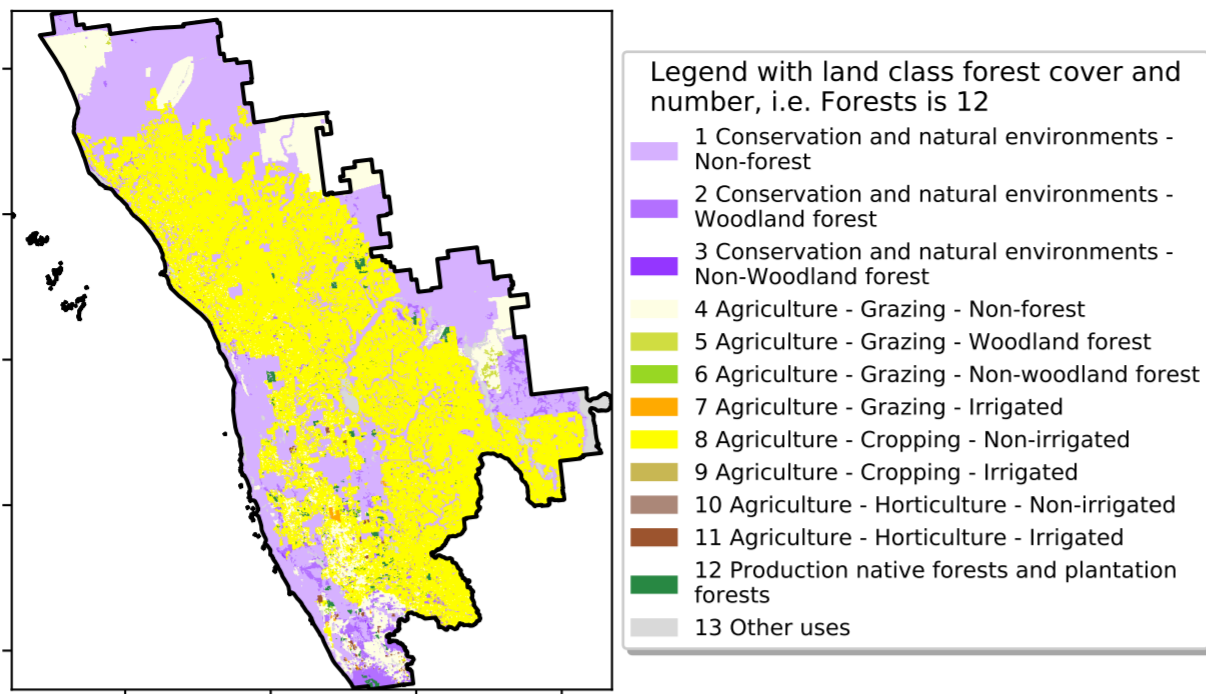 Legend with land class forest cover and
number, i.e. Forests is 12
1 Conservation and natural environments -
Non-forest
2 Conservation and natural environments -
Woodland forest
3 Conservation and natural environments -
Non-Woodland forest
4 Agriculture - Grazing - Non-forest
5 Agriculture - Grazing - Woodland forest
6 Agriculture - Grazing - Non-woodland forest
7 Agriculture - Grazing - Irrigated
8 Agriculture - Cropping - Non-irrigated
9 Agriculture - Cropping - Irrigated
10 Agriculture - Horticulture - Non-irrigated
11 Agriculture - Horticulture - Irrigated
12 Production native forests and plantation
forests
13 Other uses